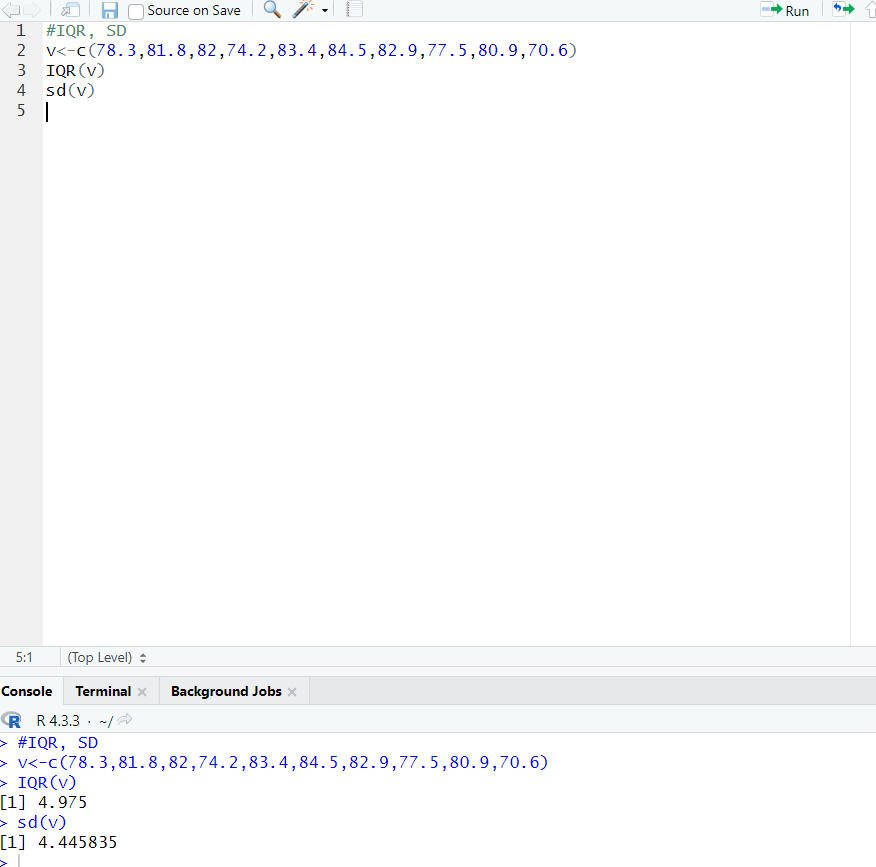 Source on Save
Run
1 #IQR, SD
2 v<-c(78.3,81.8,82,74.2,83.4,84.5,82.9,77.5,80.9,70.6)
3 IQR(v)
4 sd(v)
5
5:1 (Top Level)
Console Terminal Background Jobs
R R 4.3.3 · ~/
> #IQR, SD
> v<-c(78.3,81.8,82,74.2,83.4,84.5,82.9,77.5,80.9,70.6)
> IQR(v)
[1] 4.975
> sd(v)
[1] 4.445835
>